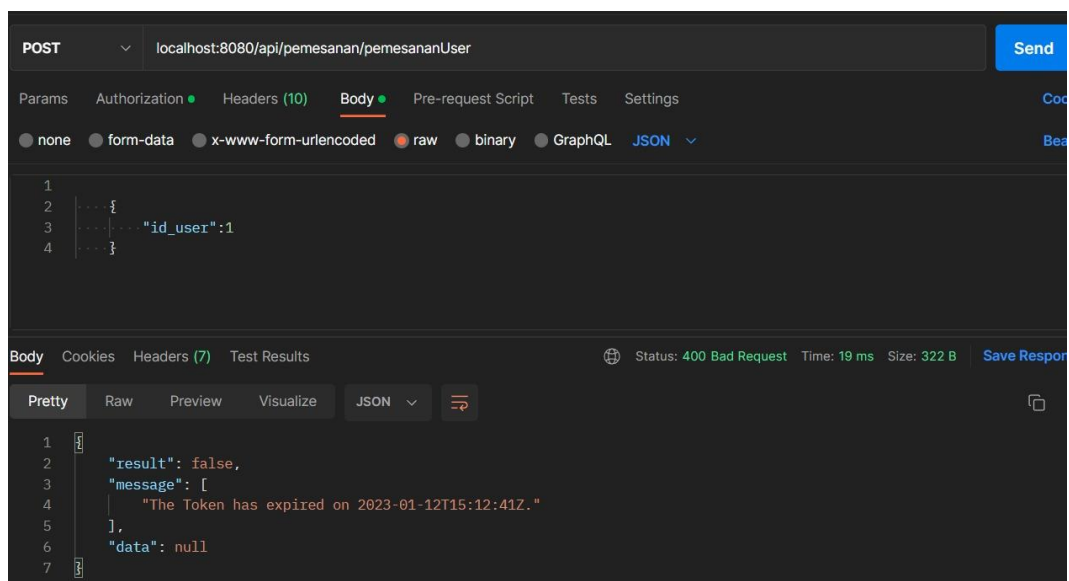 POST localhost:8080/api/pemesanan/pemesananUser Send
Params Authorization Headers (10) Body Pre-request Script Tests Settings Coo
none form-data x-www-form-urlencoded raw binary GraphQL JSON Bea
1
2 {
3 "id_user":1
4 }
Body Cookies Headers (7) Test Results Status: 400 Bad Request Time: 19 ms Size: 322 B Save Respon
Pretty Raw Preview Visualize JSON
1 {
2 "result": false,
3 "message": [
4 "The Token has expired on 2023-01-12T15:12:41Z."
5 ],
6 "data": null
7 }